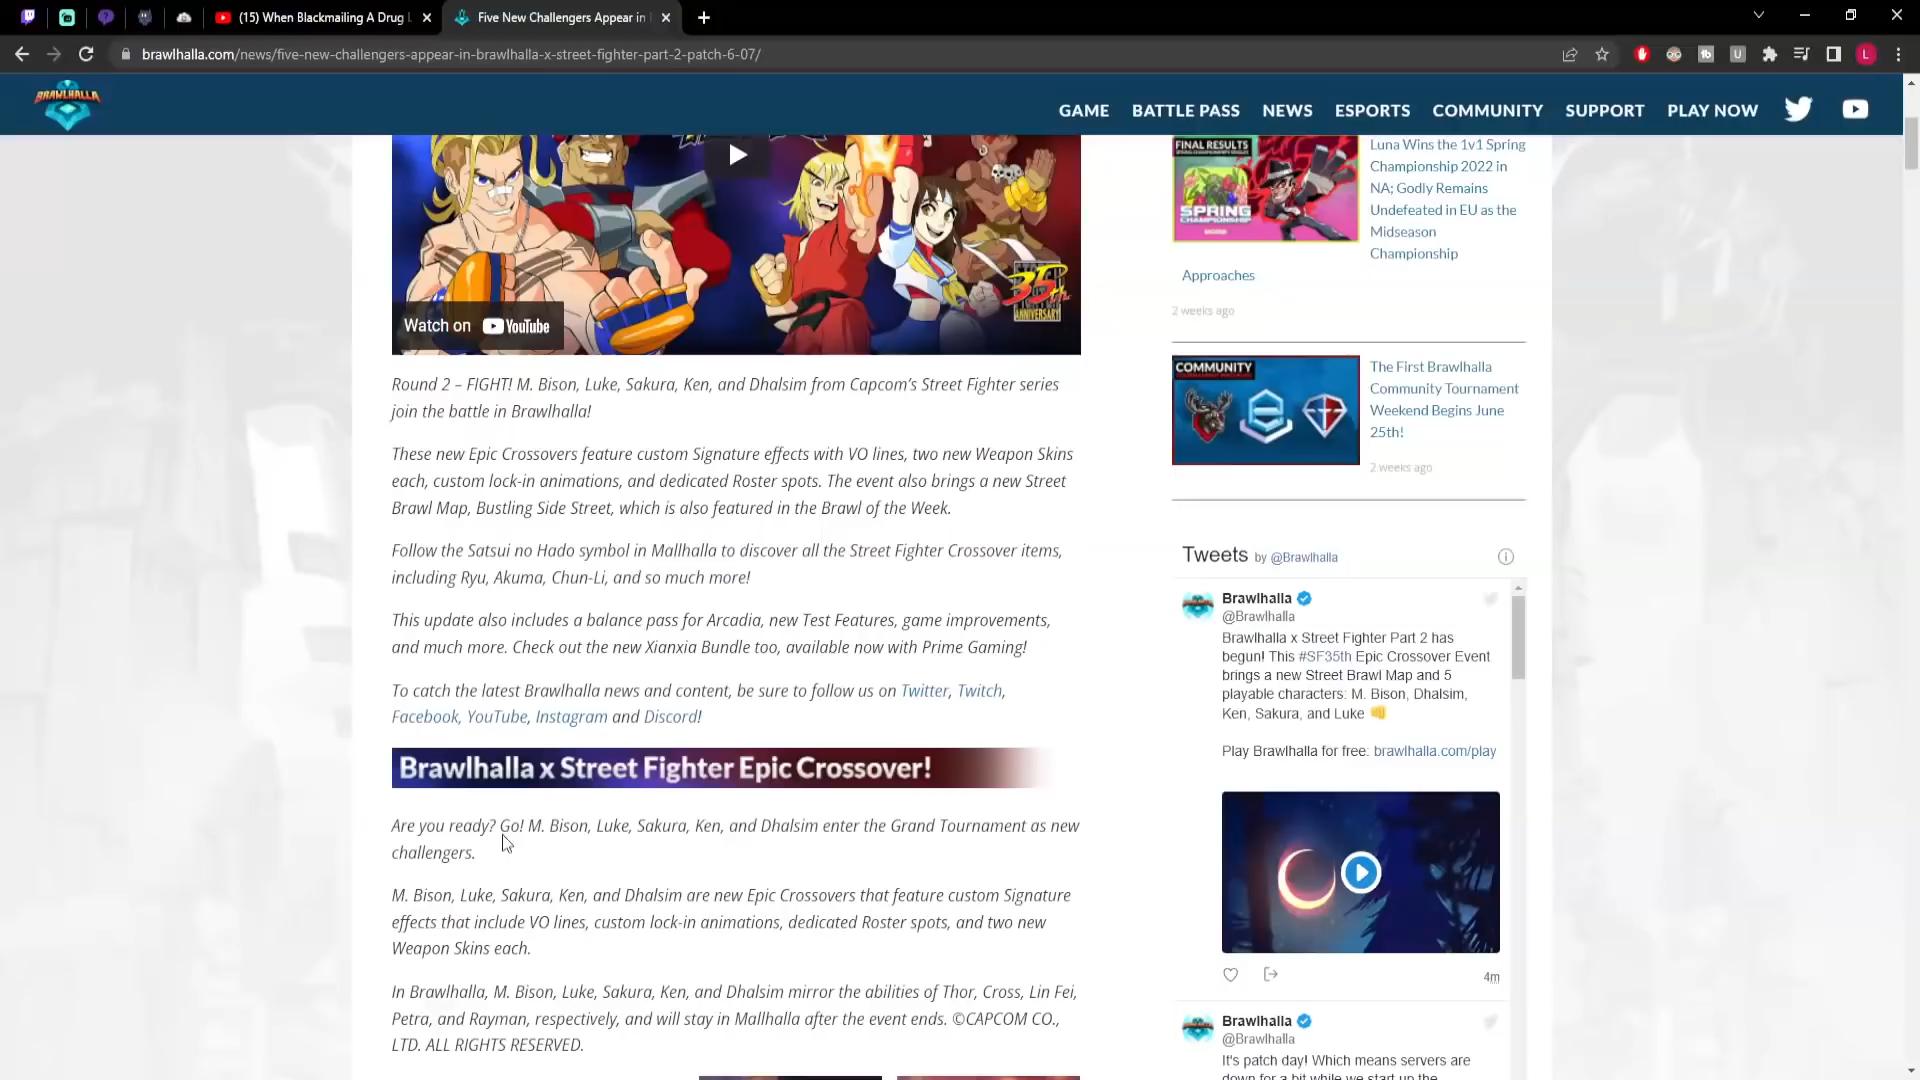 (15) When Blackmailing A Drug
Five New Challengers Appear in
brawlhalla.com/news/five-new-challengers-appear-in-brawlhalla-x-street-fighter-part-2-patch-6-07/
BRAWLHALLA
GAME
BATTLE PASS
NEWS
ESPORTS
COMMUNITY
SUPPORT
PLAY NOW
35th
ANNIVERSARY
Watch on YouTube
Round 2 – FIGHT! M. Bison, Luke, Sakura, Ken, and Dhalsim from Capcom's Street Fighter series
join the battle in Brawlhalla!
These new Epic Crossovers feature custom Signature effects with VO lines, two new Weapon Skins
each, custom lock-in animations, and dedicated Roster spots. The event also brings a new Street
Brawl Map, Bustling Side Street, which is also featured in the Brawl of the Week.
Follow the Satsui no Hado symbol in Mallhalla to discover all the Street Fighter Crossover items,
including Ryu, Akuma, Chun-Li, and so much more!
This update also includes a balance pass for Arcadia, new Test Features, game improvements,
and much more. Check out the new Xianxia Bundle too, available now with Prime Gaming!
To catch the latest Brawlhalla news and content, be sure to follow us on Twitter, Twitch,
Facebook, YouTube, Instagram and Discord!
Brawlhalla x Street Fighter Epic Crossover!
Are you ready? Go! M. Bison, Luke, Sakura, Ken, and Dhalsim enter the Grand Tournament as new
challengers.
M. Bison, Luke, Sakura, Ken, and Dhalsim are new Epic Crossovers that feature custom Signature
effects that include VO lines, custom lock-in animations, dedicated Roster spots, and two new
Weapon Skins each.
In Brawlhalla, M. Bison, Luke, Sakura, Ken, and Dhalsim mirror the abilities of Thor, Cross, Lin Fei,
Petra, and Rayman, respectively, and will stay in Mallhalla after the event ends. ©CAPCOM CO.,
LTD. ALL RIGHTS RESERVED.
FINAL RESULTS
SPRING
CHAMPIONSHIP
Luna Wins the 1v1 Spring
Championship 2022 in
NA; Godly Remains
Undefeated in EU as the
Midseason
Championship
Approaches
2 weeks ago
COMMUNITY
The First Brawlhalla
Community Tournament
Weekend Begins June
25th!
2 weeks ago
Tweets by @Brawlhalla
Brawlhalla
@Brawlhalla
Brawlhalla x Street Fighter Part 2 has
begun! This #SF35th Epic Crossover Event
brings a new Street Brawl Map and 5
playable characters: M. Bison, Dhalsim,
Ken, Sakura, and Luke 👊
Play Brawlhalla for free: brawlhalla.com/play
4m
Brawlhalla
@Brawlhalla
It's patch day! Which means servers are
down for a bit while we start up the